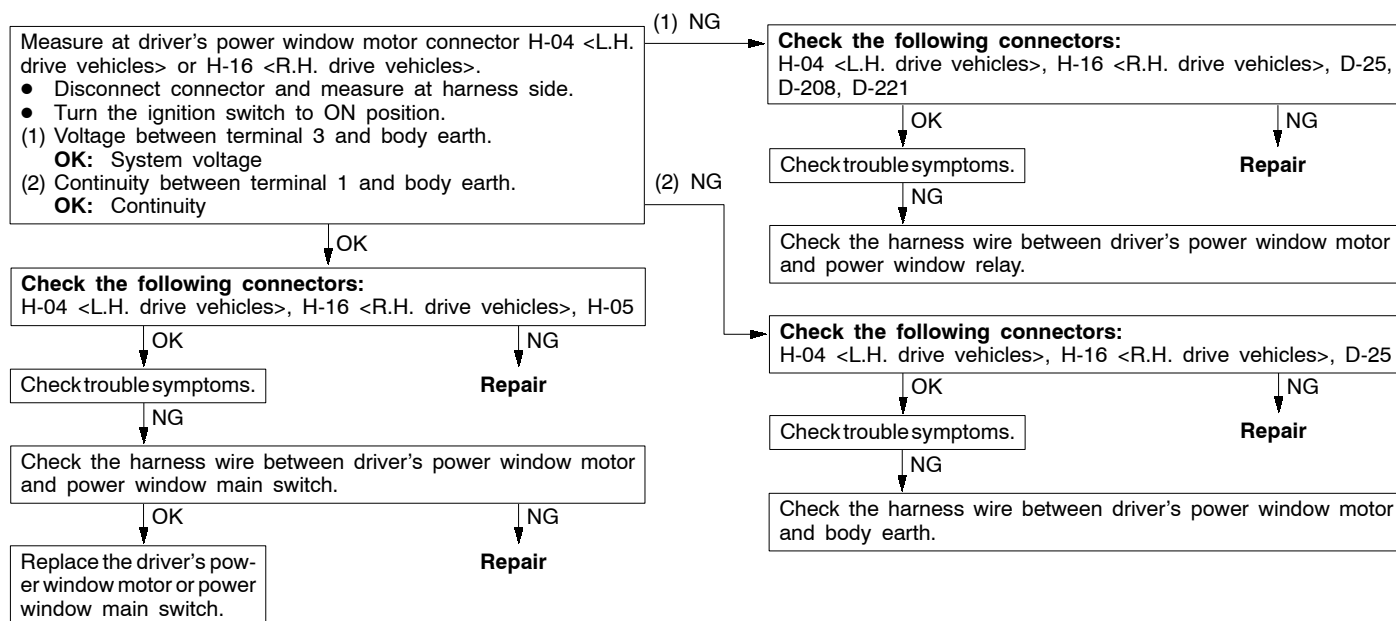 Measure at driver's power window motor connector H-04 <L.H.
drive vehicles> or H-16 <R.H. drive vehicles>.
● Disconnect connector and measure at harness side.
● Turn the ignition switch to ON position.
(1) Voltage between terminal 3 and body earth.
OK: System voltage
(2) Continuity between terminal 1 and body earth.
OK: Continuity
(1) NG
Check the following connectors:
H-04 <L.H. drive vehicles>, H-16 <R.H. drive vehicles>, D-25,
D-208, D-221
OK
NG
Check trouble symptoms.
Repair
NG
Check the harness wire between driver's power window motor
and power window relay.
(2) NG
Check the following connectors:
H-04 <L.H. drive vehicles>, H-16 <R.H. drive vehicles>, D-25
OK
NG
Check trouble symptoms.
Repair
NG
Check the harness wire between driver's power window motor
and body earth.
OK
Check the following connectors:
H-04 <L.H. drive vehicles>, H-16 <R.H. drive vehicles>, H-05
OK
NG
Check trouble symptoms.
Repair
NG
Check the harness wire between driver's power window motor
and power window main switch.
OK
NG
Replace the driver's pow-
er window motor or power
window main switch.
Repair